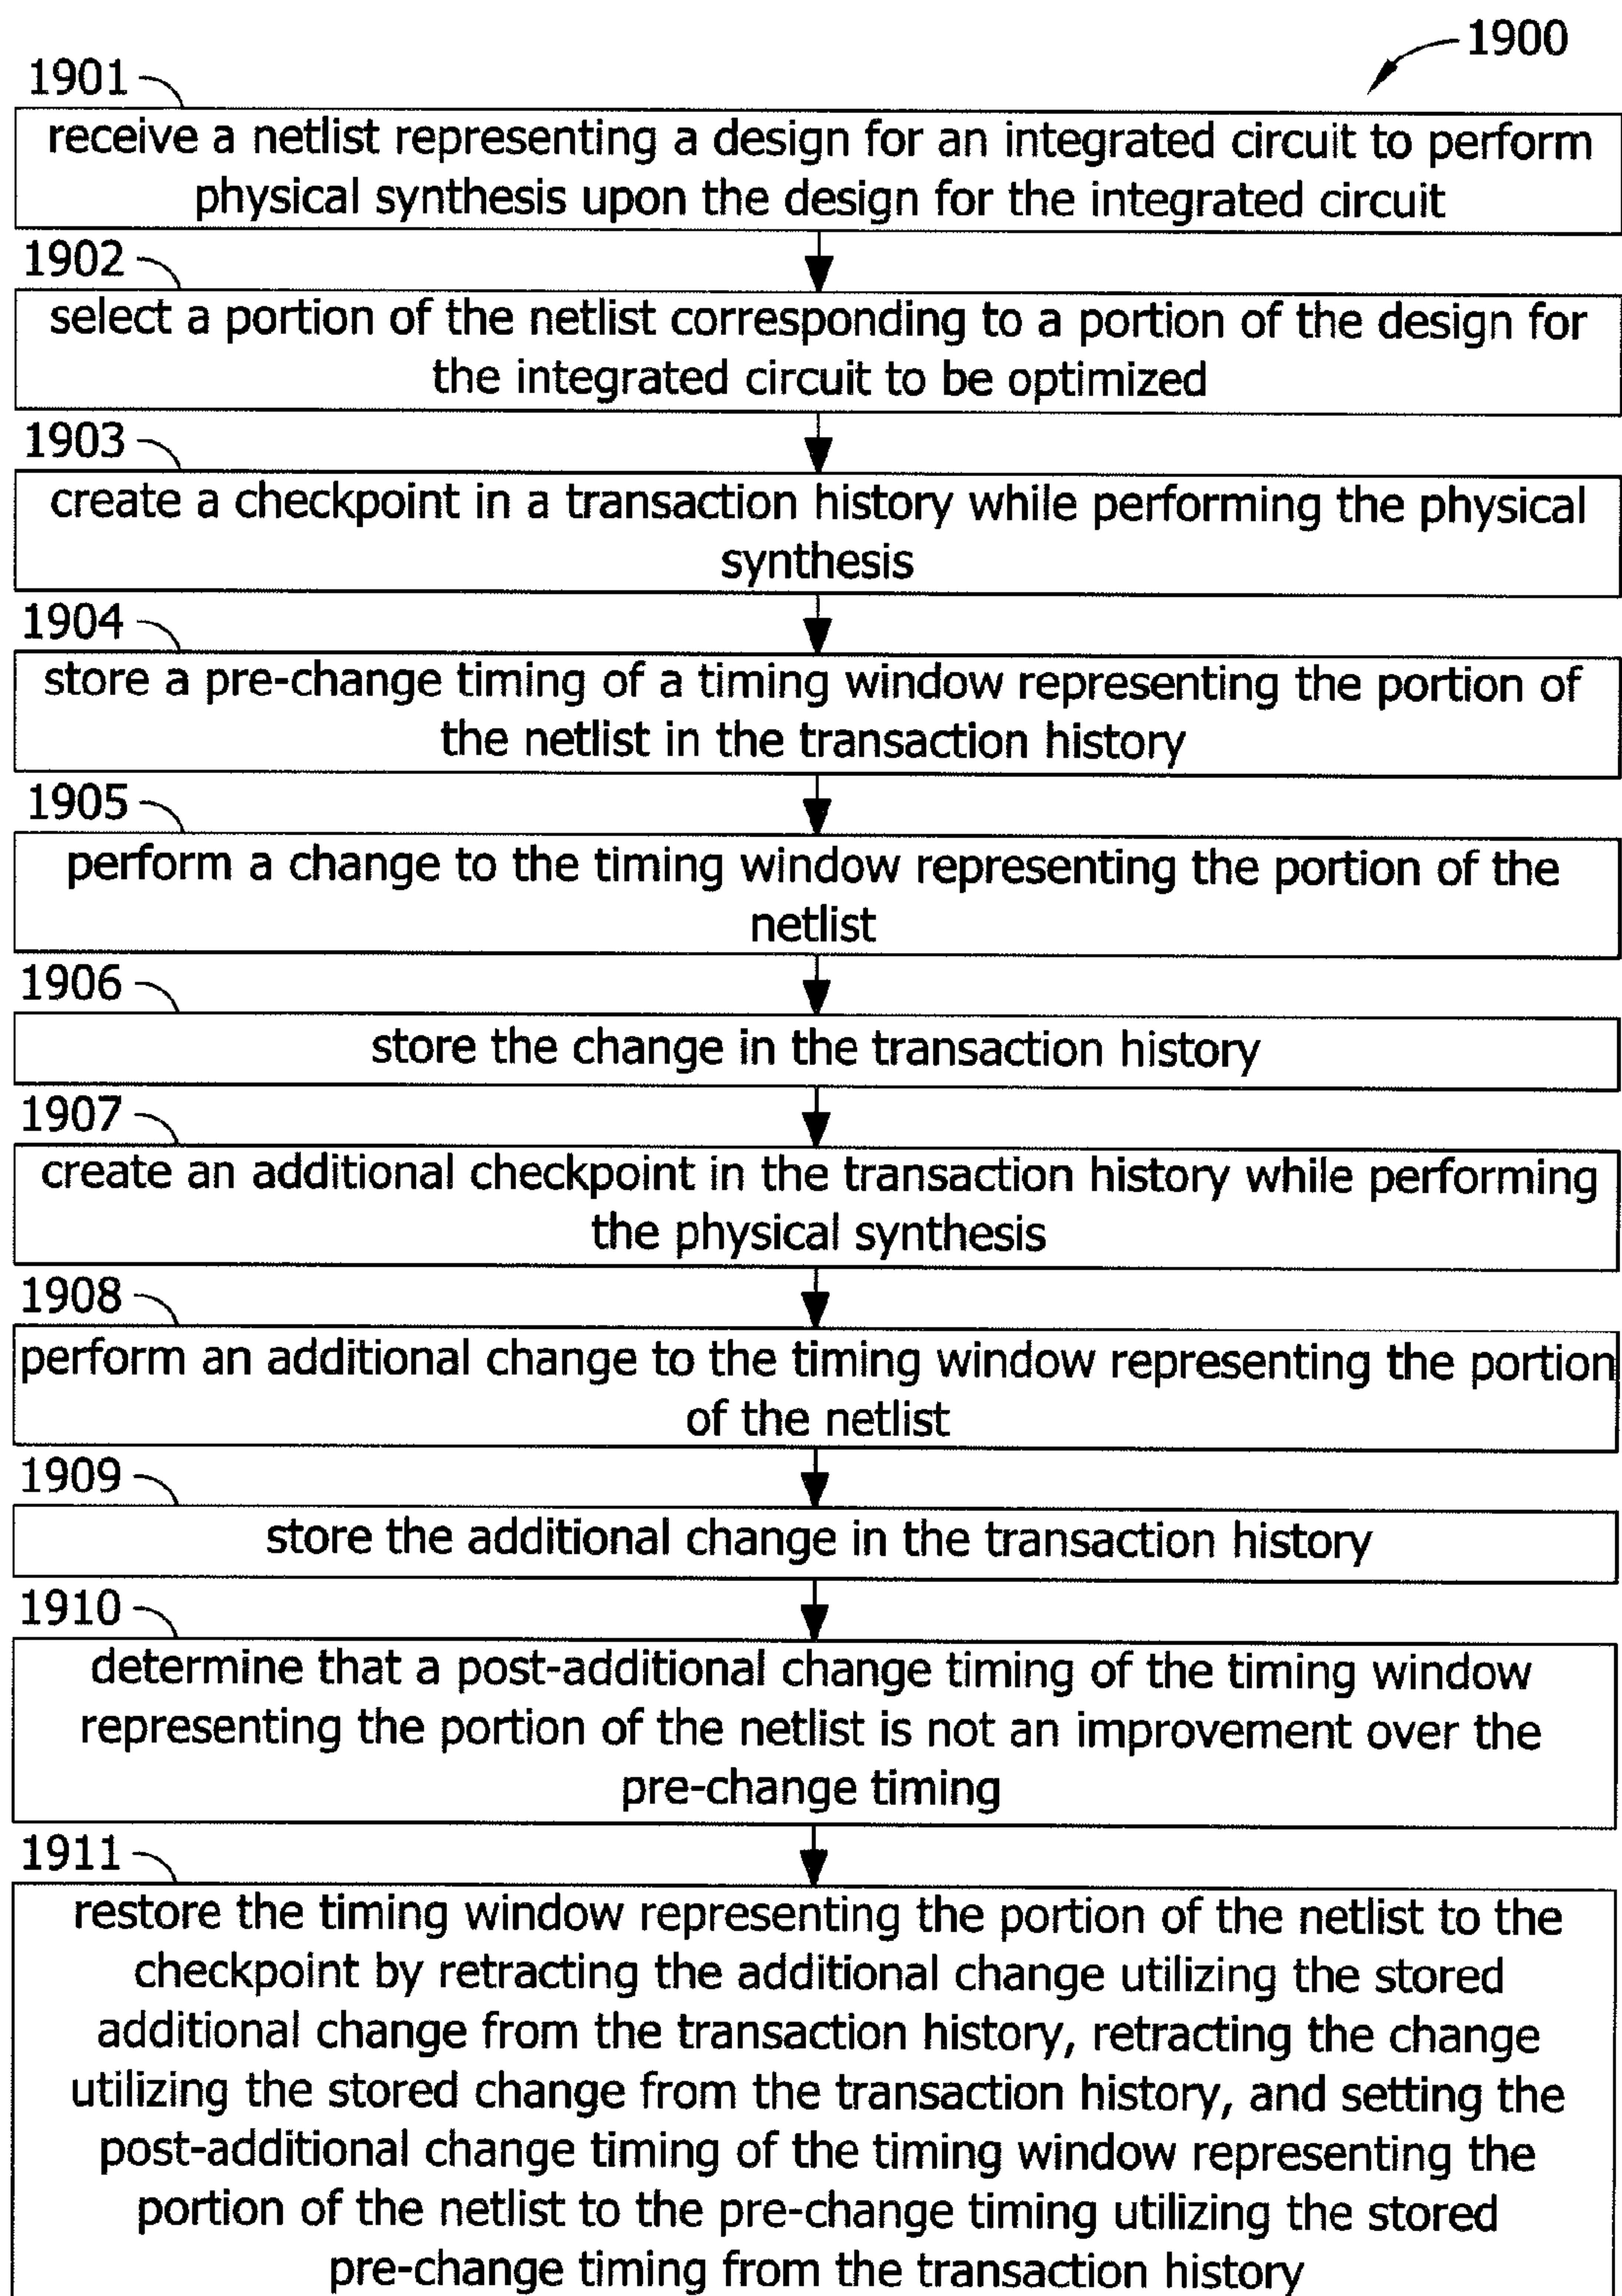 1900
1901
receive a netlist representing a design for an integrated circuit to perform
physical synthesis upon the design for the integrated circuit
1902
select a portion of the netlist corresponding to a portion of the design for
the integrated circuit to be optimized
1903
create a checkpoint in a transaction history while performing the physical
synthesis
1904
store a pre-change timing of a timing window representing the portion of
the netlist in the transaction history
1905
perform a change to the timing window representing the portion of the
netlist
1906
store the change in the transaction history
1907
create an additional checkpoint in the transaction history while performing
the physical synthesis
1908
perform an additional change to the timing window representing the portion
of the netlist
1909
store the additional change in the transaction history
1910
determine that a post-additional change timing of the timing window
representing the portion of the netlist is not an improvement over the
pre-change timing
1911
restore the timing window representing the portion of the netlist to the
checkpoint by retracting the additional change utilizing the stored
additional change from the transaction history, retracting the change
utilizing the stored change from the transaction history, and setting the
post-additional change timing of the timing window representing the
portion of the netlist to the pre-change timing utilizing the stored
pre-change timing from the transaction history